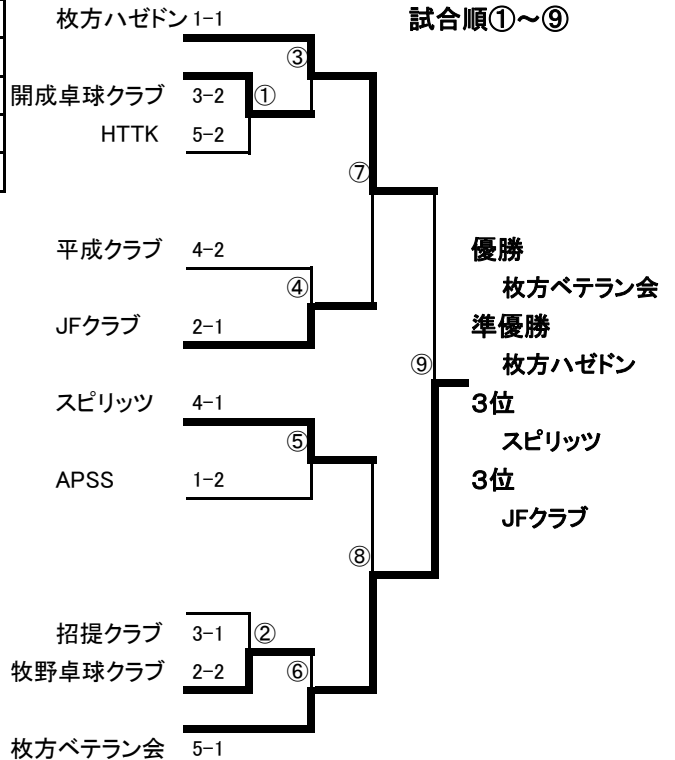 枚方ハゼドン 1-1
試合順①～⑨
③
開成卓球クラブ 3-2 ①
HTTK 5-2
⑦
平成クラブ 4-2
④
JFクラブ 2-1
優勝
枚方ベテラン会
準優勝
枚方ハゼドン
⑨
スピリッツ 4-1
3位
⑤
スピリッツ
APSS 1-2
3位
JFクラブ
⑧
招提クラブ 3-1 ②
牧野卓球クラブ 2-2 ⑥
枚方ベテラン会 5-1